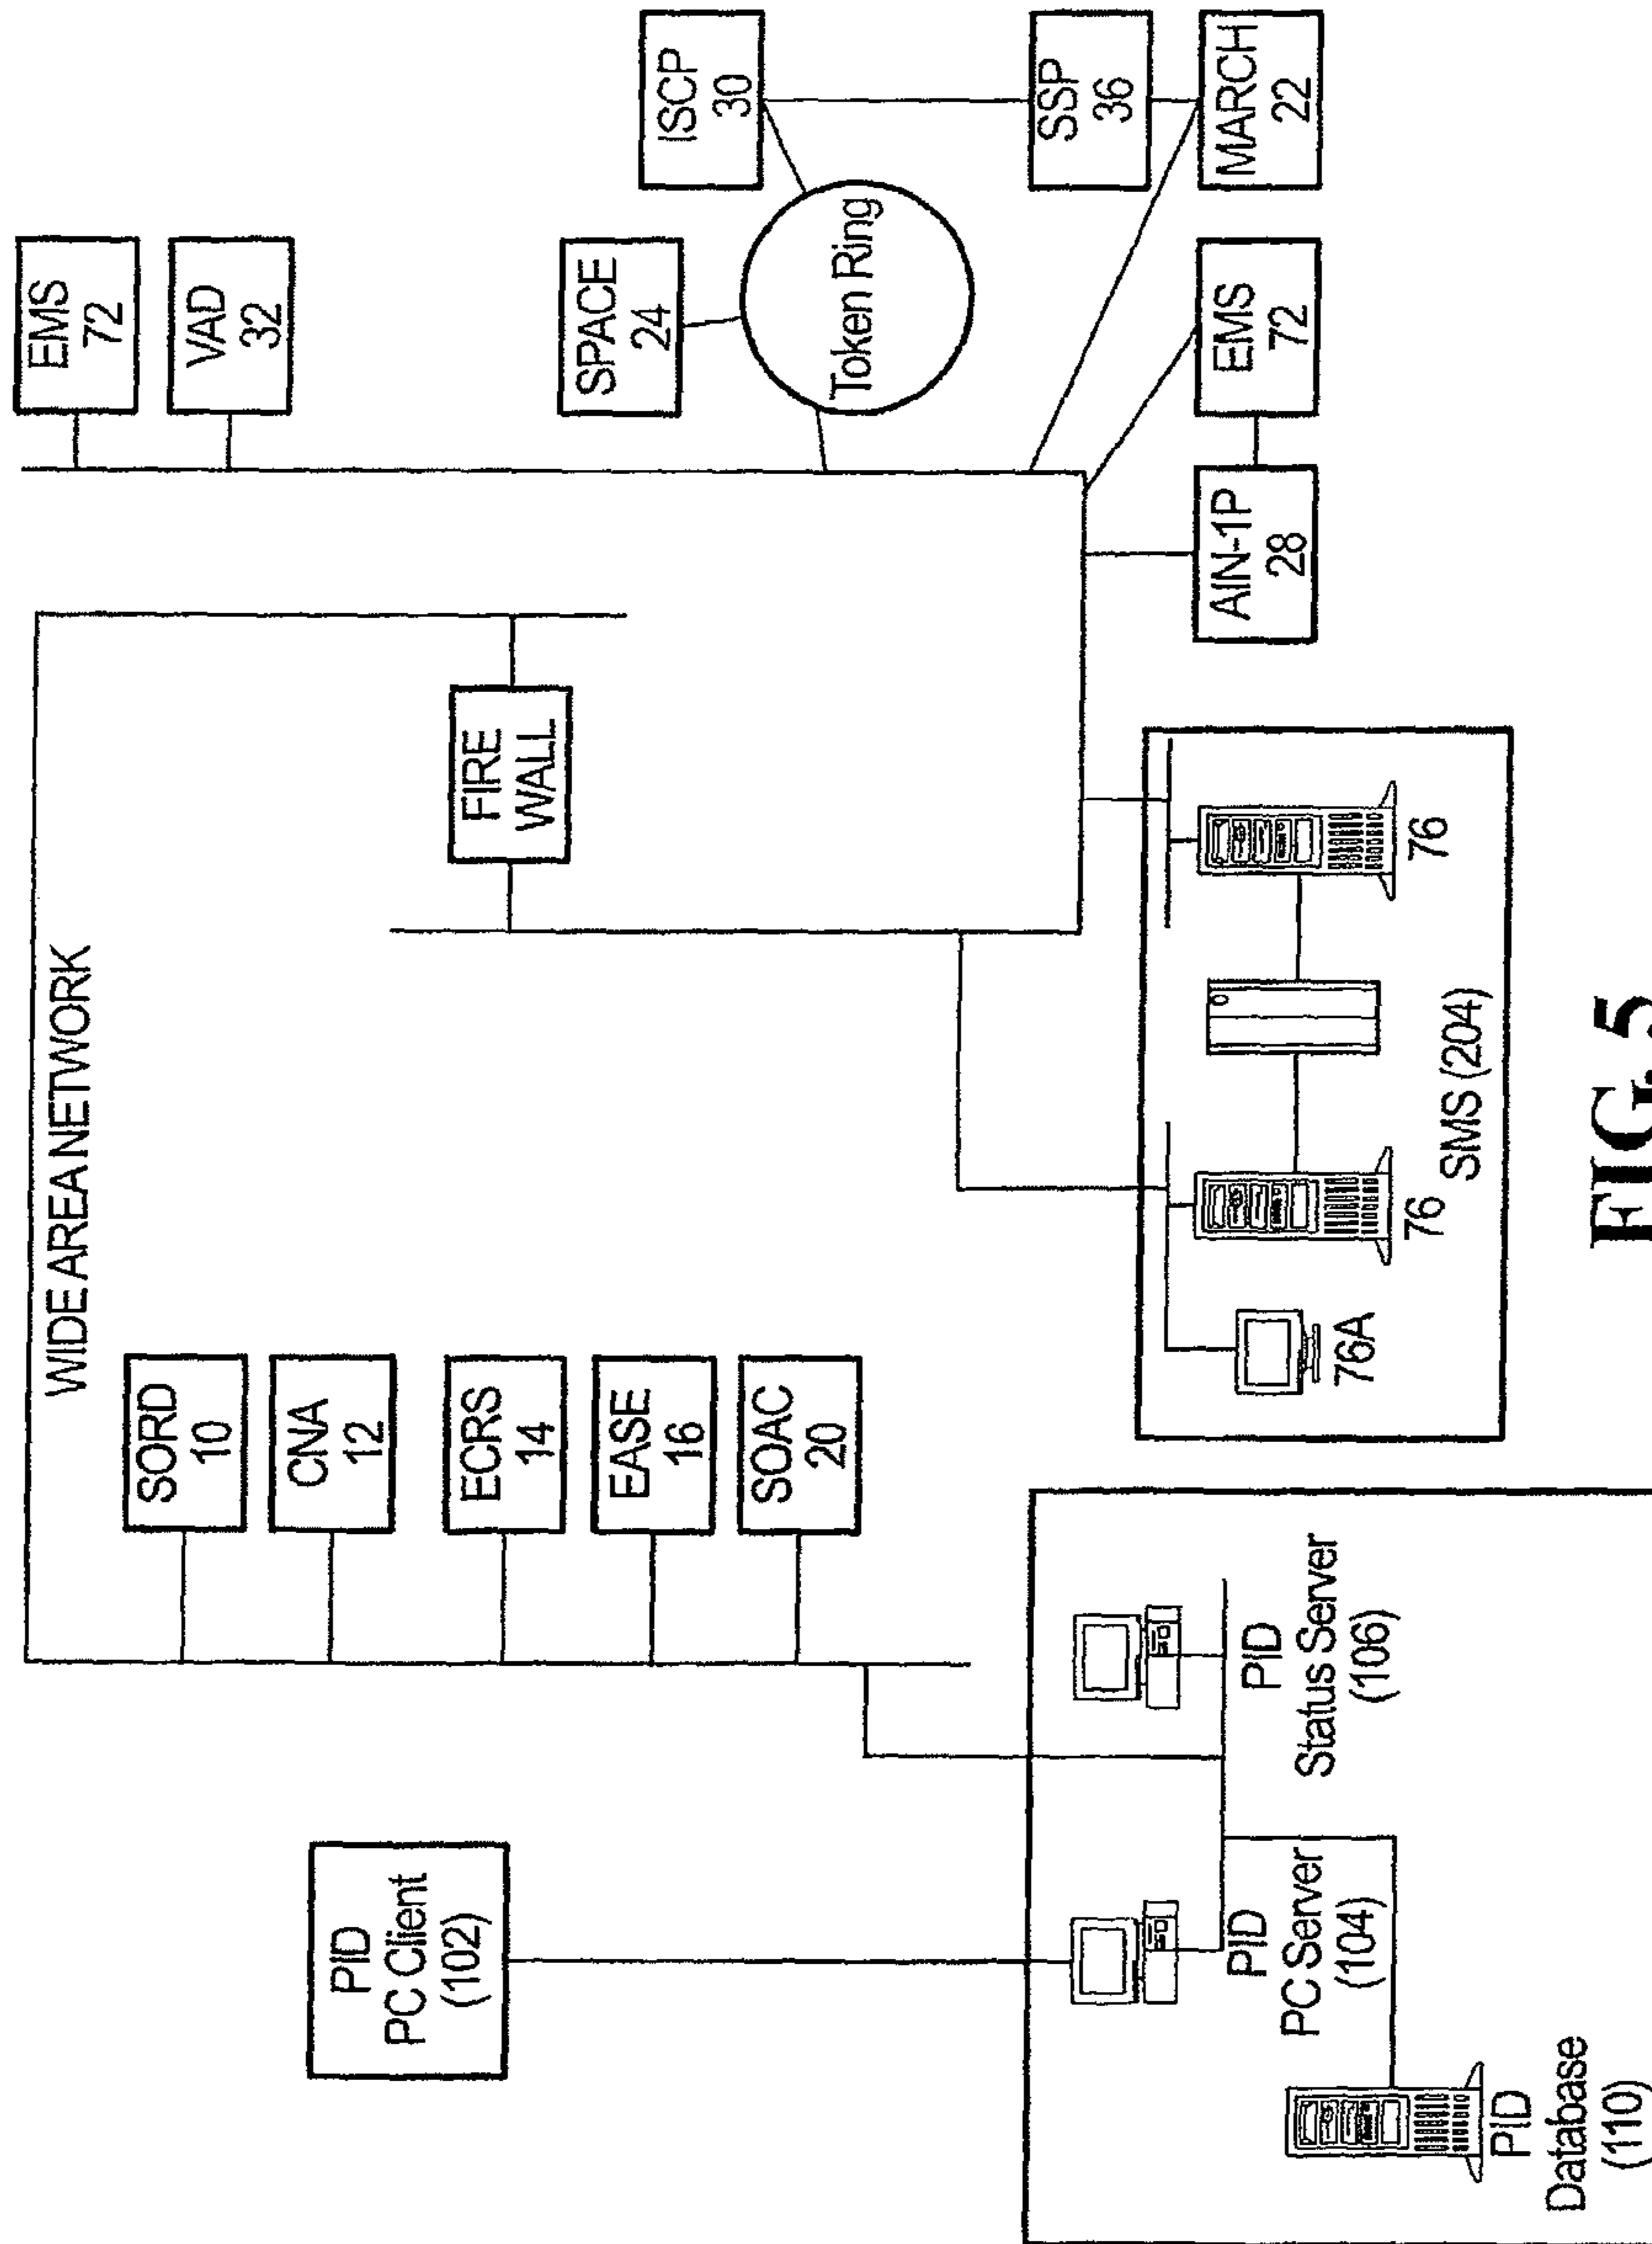 WIDE AREA NETWORK
SORD
10
CNA
12
ECRS
14
EASE
16
SOAC
20
FIRE
WALL
EMS
72
VAD
32
SPACE
24
Token Ring
ISCP
30
SSP
36
MARCH
22
EMS
72
AIN-1P
28
PID
PC Client
(102)
PID
PC Server
(104)
PID
Status Server
(106)
PID
Database
(110)
76A
76
76
SMS (204)
FIG. 5